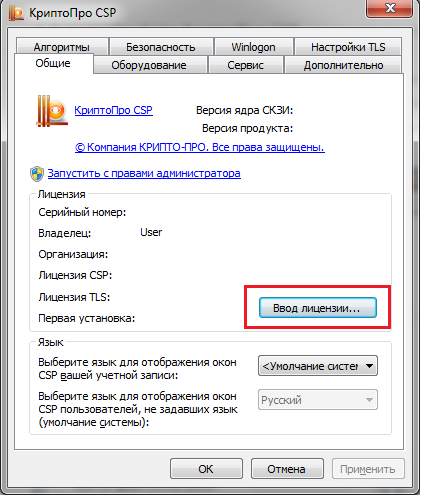 КриптоПро CSP
Алгоритмы Безопасность Winlogon Настройки TLS
Общие Оборудование Сервис Дополнительно
КриптоПро CSP Версия ядра СКЗИ:
Версия продукта:
© Компания КРИПТО-ПРО. Все права защищены.
Запустить с правами администратора
Лицензия
Серийный номер:
Владелец: User
Организация:
Лицензия CSP:
Лицензия TLS:
Ввод лицензии...
Первая установка:
Язык
Выберите язык для отображения окон
CSP вашей учетной записи:
<Умолчание систем
Выберите язык для отображения окон
CSP пользователей, не задавших язык
(умолчание системы):
Русский
ОК Отмена Применить